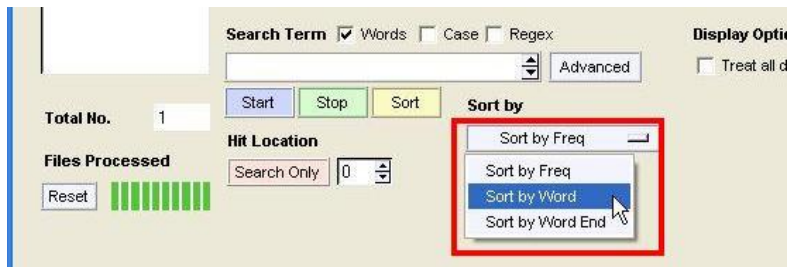 Search Term Words Case Regex
Display Opti
Advanced
Treat all d
Start Stop Sort
Sort by
Total No. 1
Hit Location
Sort by Freq
Files Processed
Search Only 0
Sort by Freq
Reset
Sort by Word
Sort by Word End